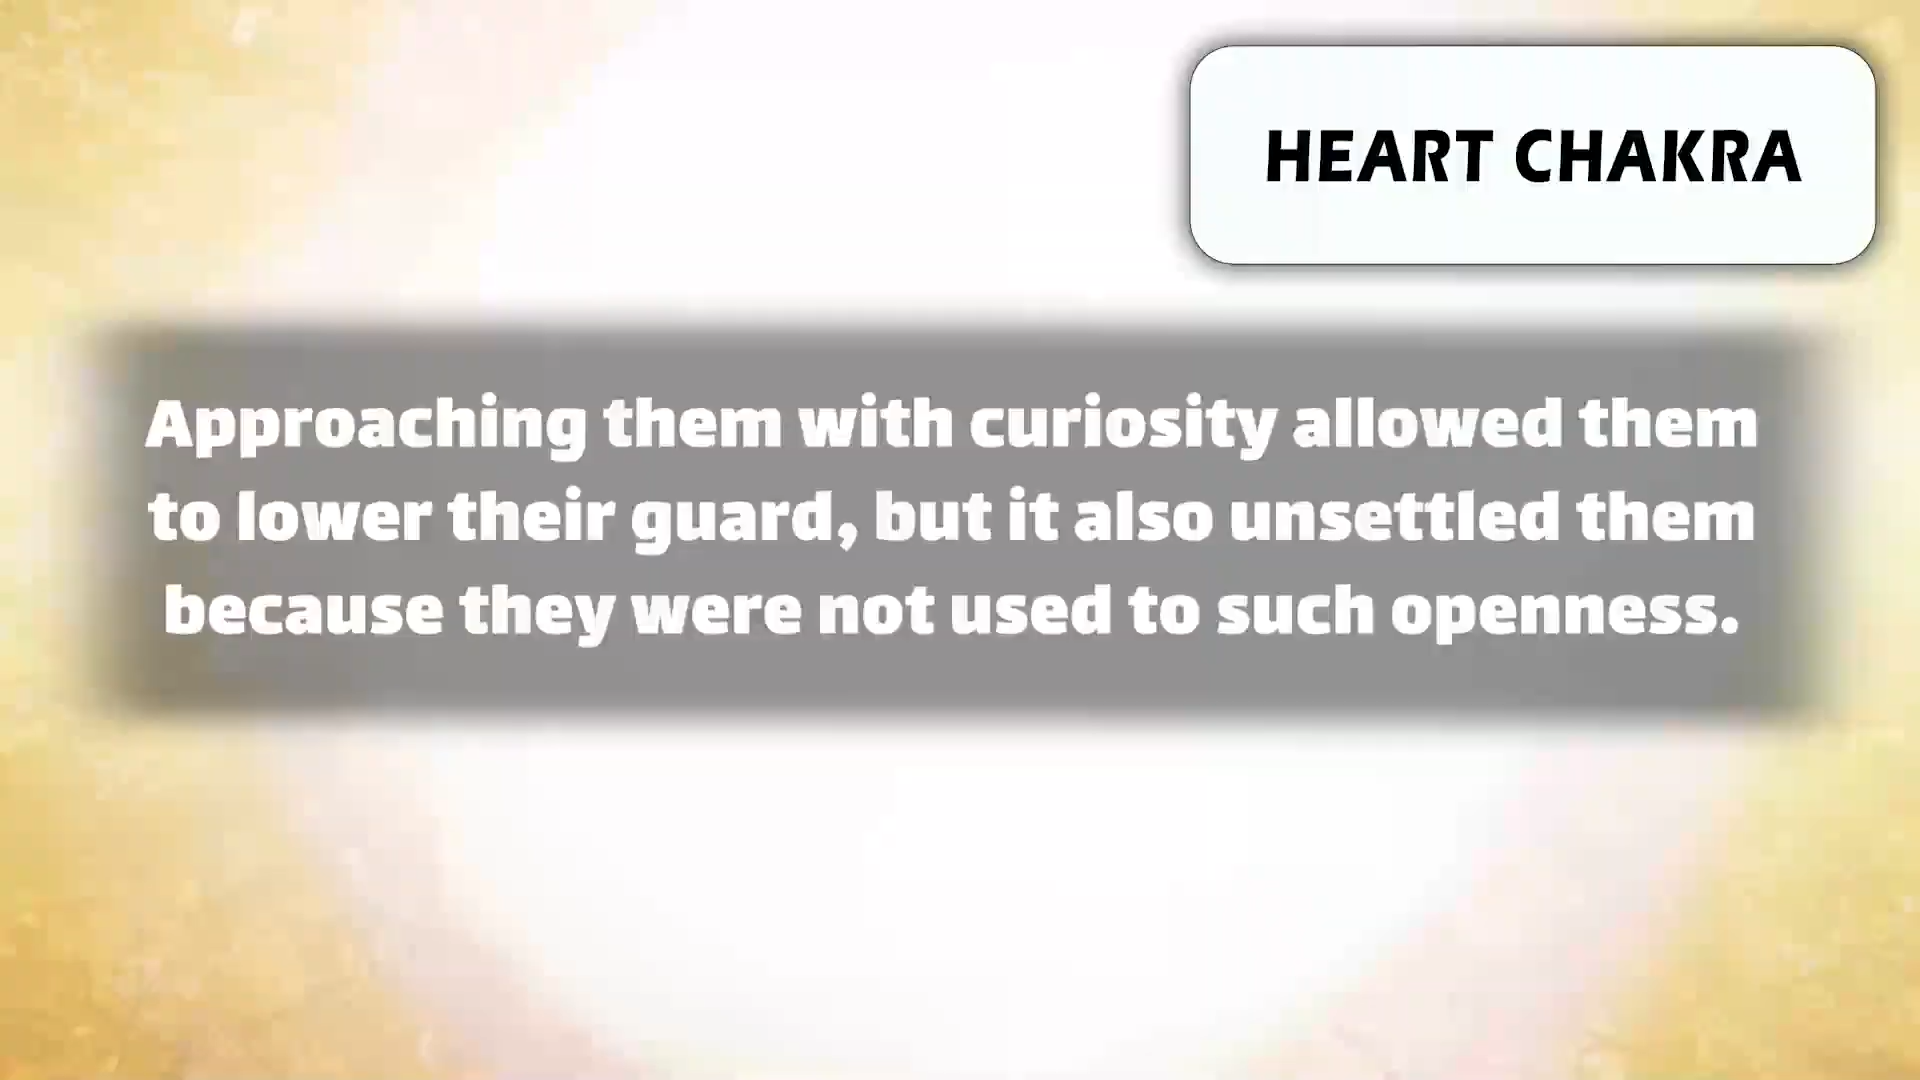 HEART CHAKRA
Approaching them with curiosity allowed them
to lower their guard, but it also unsettled them
because they were not used to such openness.